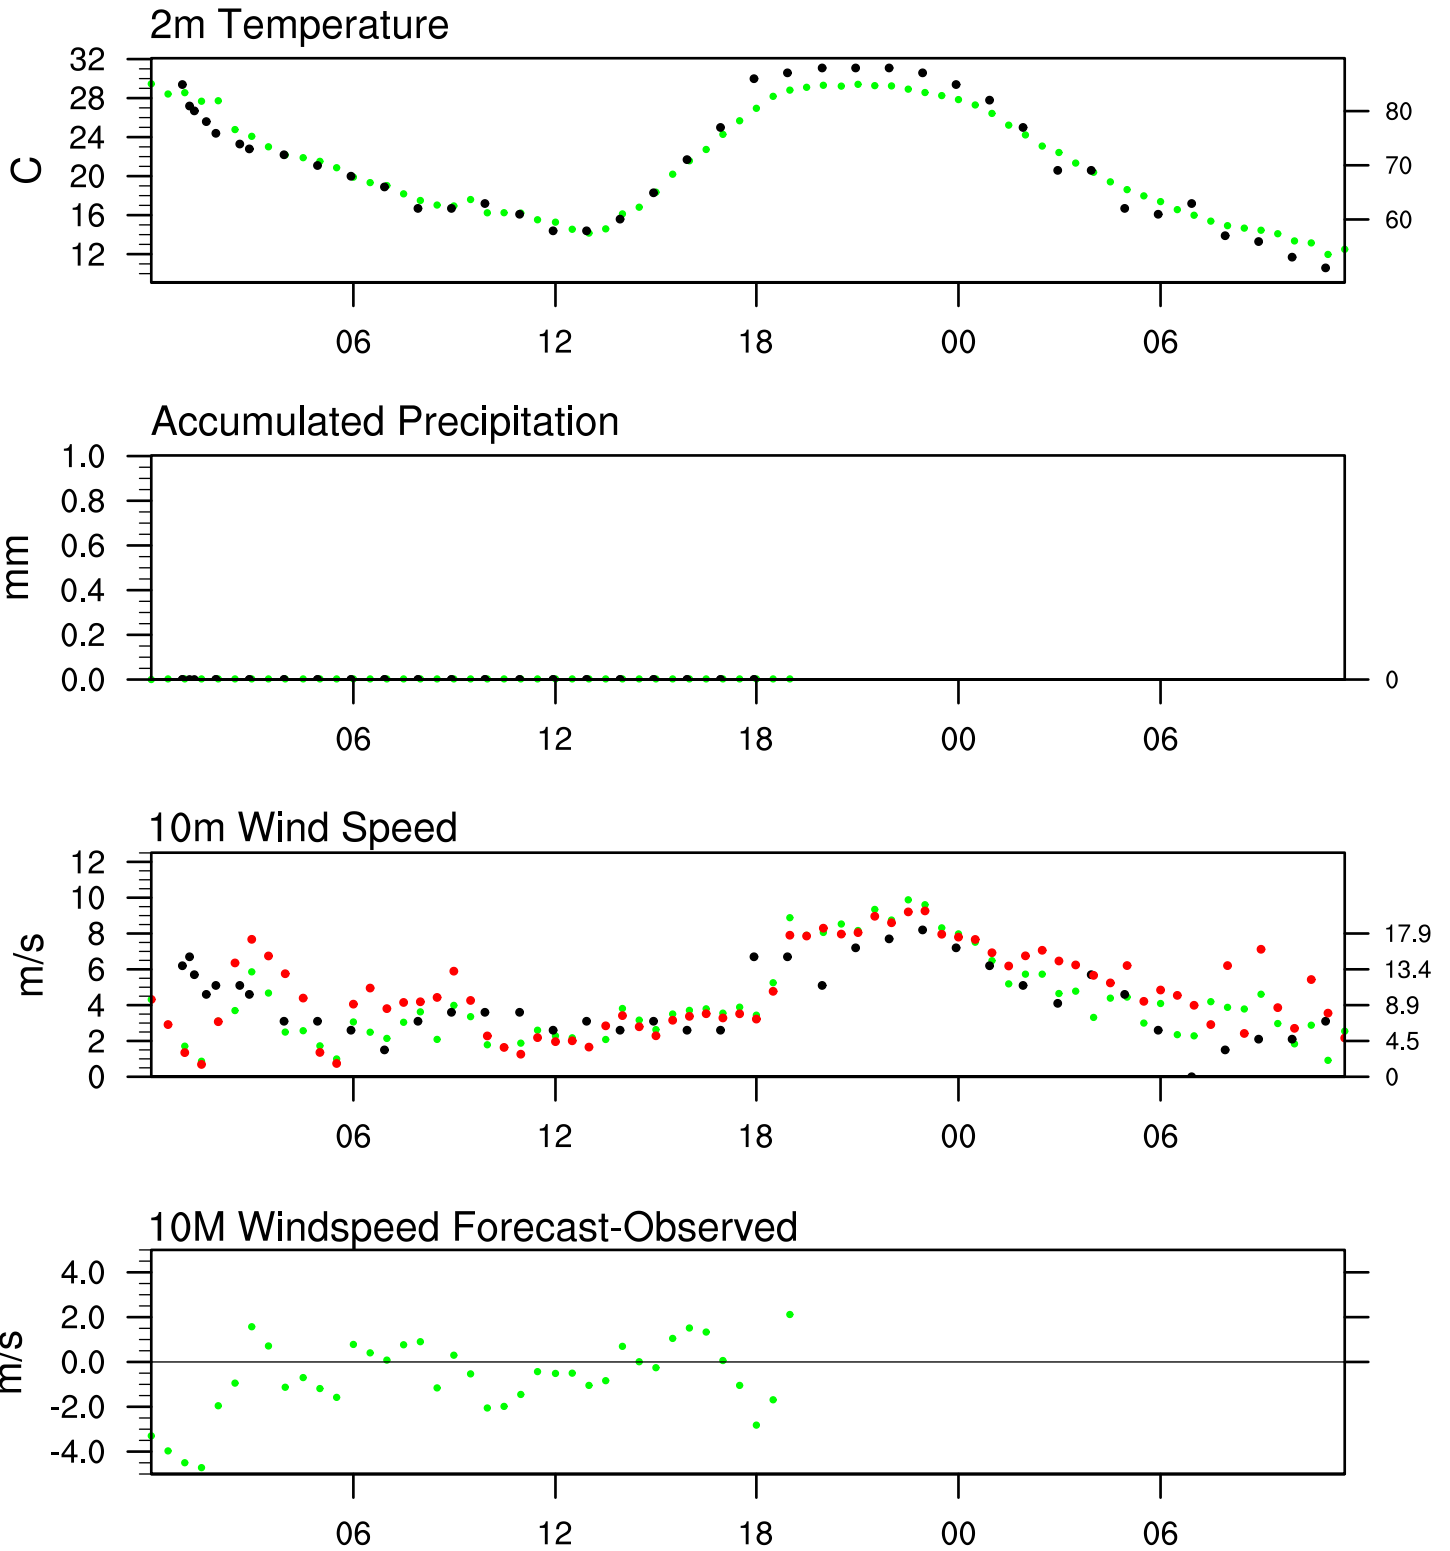 2m Temperature
32
28
24
20
16
12
C
80
70
60
06 12 18 00 06
Accumulated Precipitation
1.0
0.8
0.6
0.4
0.2
0.0
mm
0
06 12 18 00 06
10m Wind Speed
12
10
8
6
4
2
0
m/s
17.9
13.4
8.9
4.5
0
06 12 18 00 06
10M Windspeed Forecast-Observed
4.0
2.0
0.0
-2.0
-4.0
m/s
06 12 18 00 06